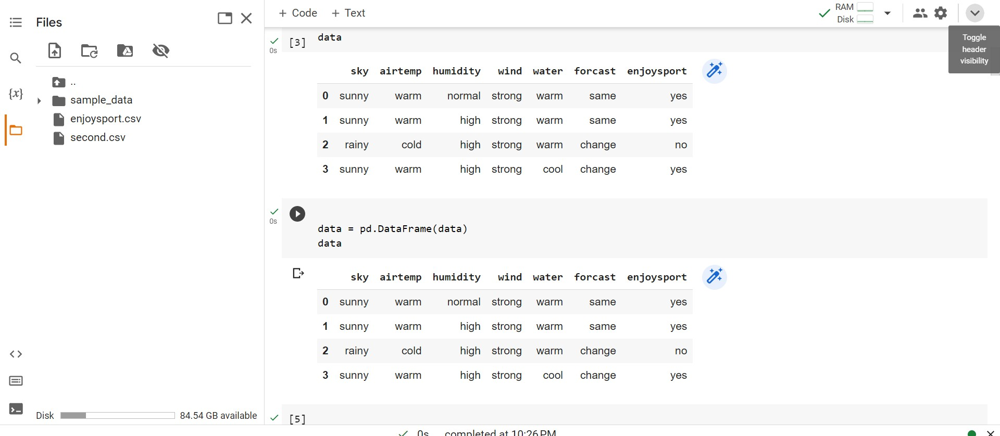 Files
..
sample_data
enjoysport.csv
second.csv
{x}
<>
Disk 84.54 GB available
+ Code + Text
RAM
Disk
Toggle
header
visibility
[3] data
0s
sky airtemp humidity wind water forcast enjoysport
0 sunny warm normal strong warm same yes
1 sunny warm high strong warm same yes
2 rainy cold high strong warm change no
3 sunny warm high strong cool change yes
0s
data = pd.DataFrame(data)
data
sky airtemp humidity wind water forcast enjoysport
0 sunny warm normal strong warm same yes
1 sunny warm high strong warm same yes
2 rainy cold high strong warm change no
3 sunny warm high strong cool change yes
[5]
0s completed at 10:26 PM